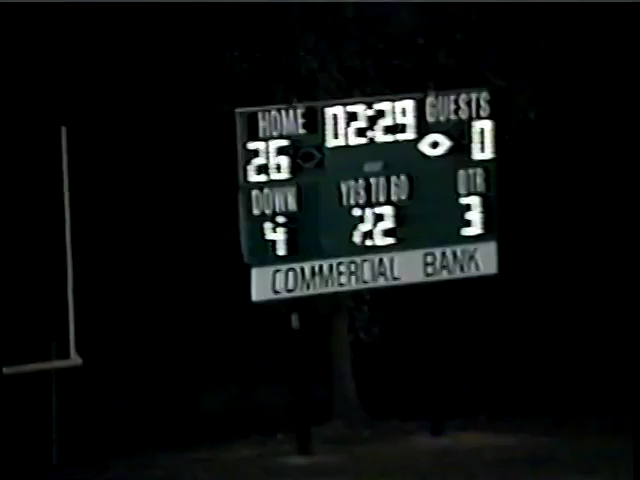 HOME 02:29 GUESTS
26 0
DOWN YDS TO GO QTR
4 22 3
COMMERCIAL BANK